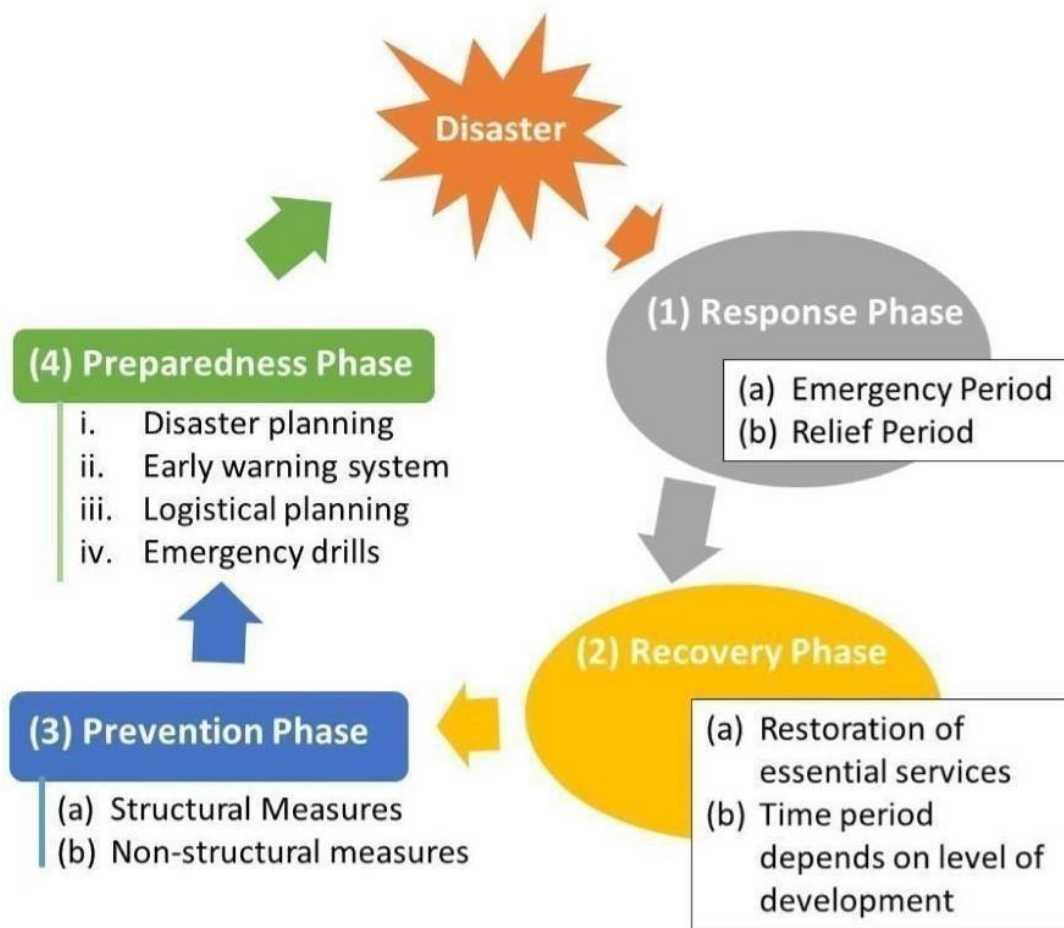 Disaster
(1) Response Phase
(a) Emergency Period
(b) Relief Period
(2) Recovery Phase
(a) Restoration of
essential services
(b) Time period
depends on level of
development
(3) Prevention Phase
(a) Structural Measures
(b) Non-structural measures
(4) Preparedness Phase
i. Disaster planning
ii. Early warning system
iii. Logistical planning
iv. Emergency drills